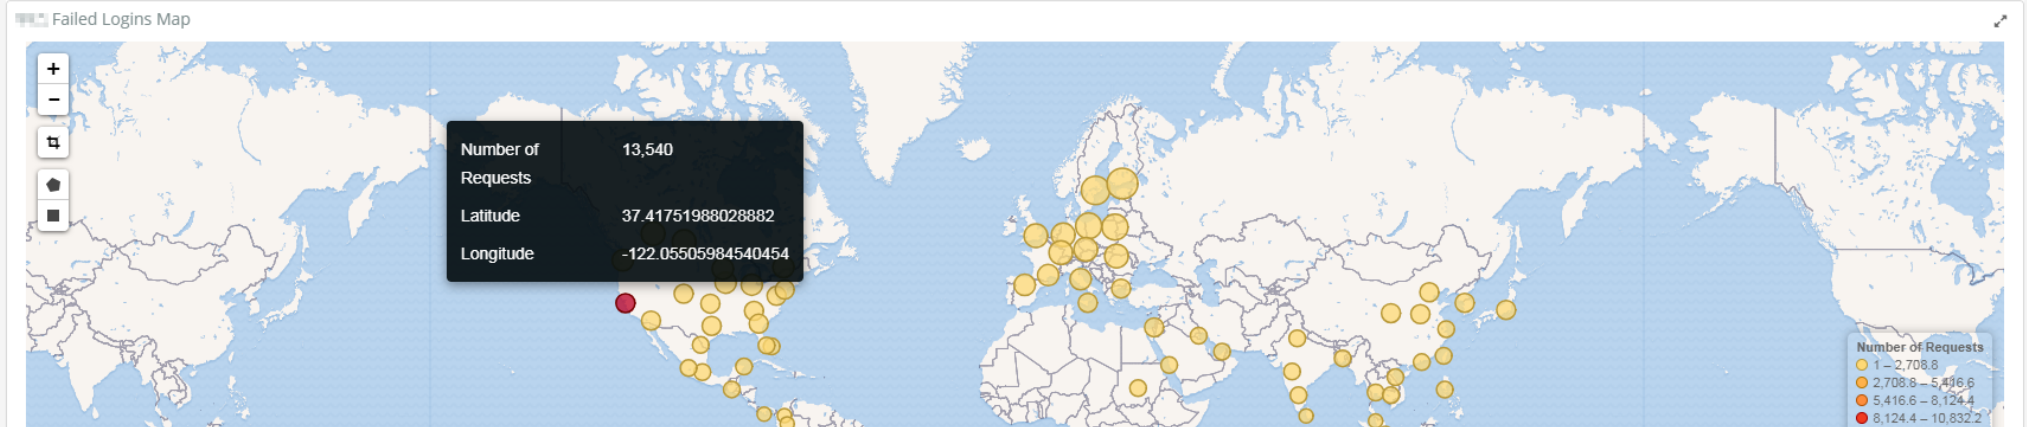 Failed Logins Map
+
−
Number of 13,540
Requests
Latitude 37.41751988028882
Longitude -122.05505984540454
Number of Requests
1 – 2,708.8
2,708.8 – 5,416.6
5,416.6 – 8,124.4
8,124.4 – 10,832.2